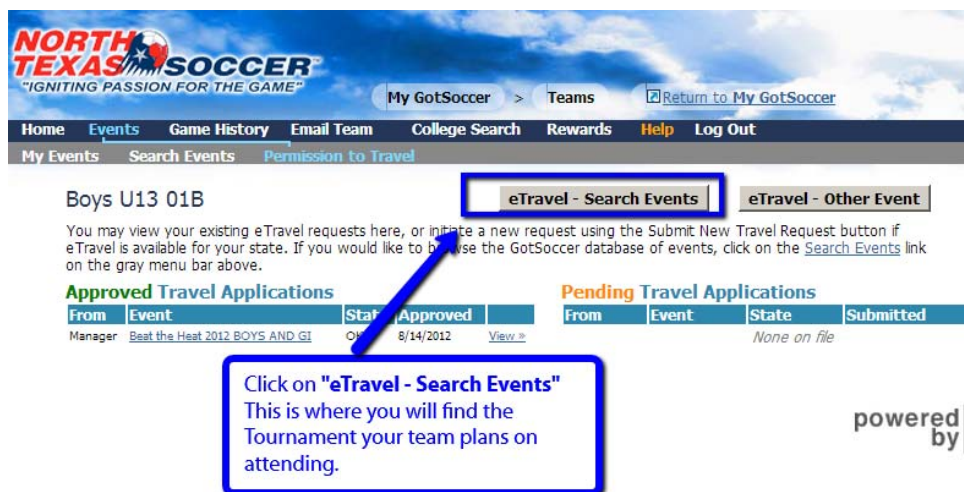 NORTH
TEXAS SOCCER
"IGNITING PASSION FOR THE GAME"
My GotSoccer > Teams Return to My GotSoccer
Home Events Game History Email Team College Search Rewards Help Log Out
My Events Search Events Permission to Travel
Boys U13 01B
eTravel - Search Events
eTravel - Other Event
You may view your existing eTravel requests here, or initiate a new request using the Submit New Travel Request button if
eTravel is available for your state. If you would like to browse the GotSoccer database of events, click on the Search Events link
on the gray menu bar above.
Approved Travel Applications
From Event State Approved
Manager Beat the Heat 2012 BOYS AND GI 8/14/2012 View »
Pending Travel Applications
From Event State Submitted
None on file
Click on "eTravel - Search Events"
This is where you will find the
Tournament your team plans on
attending.
powered
by